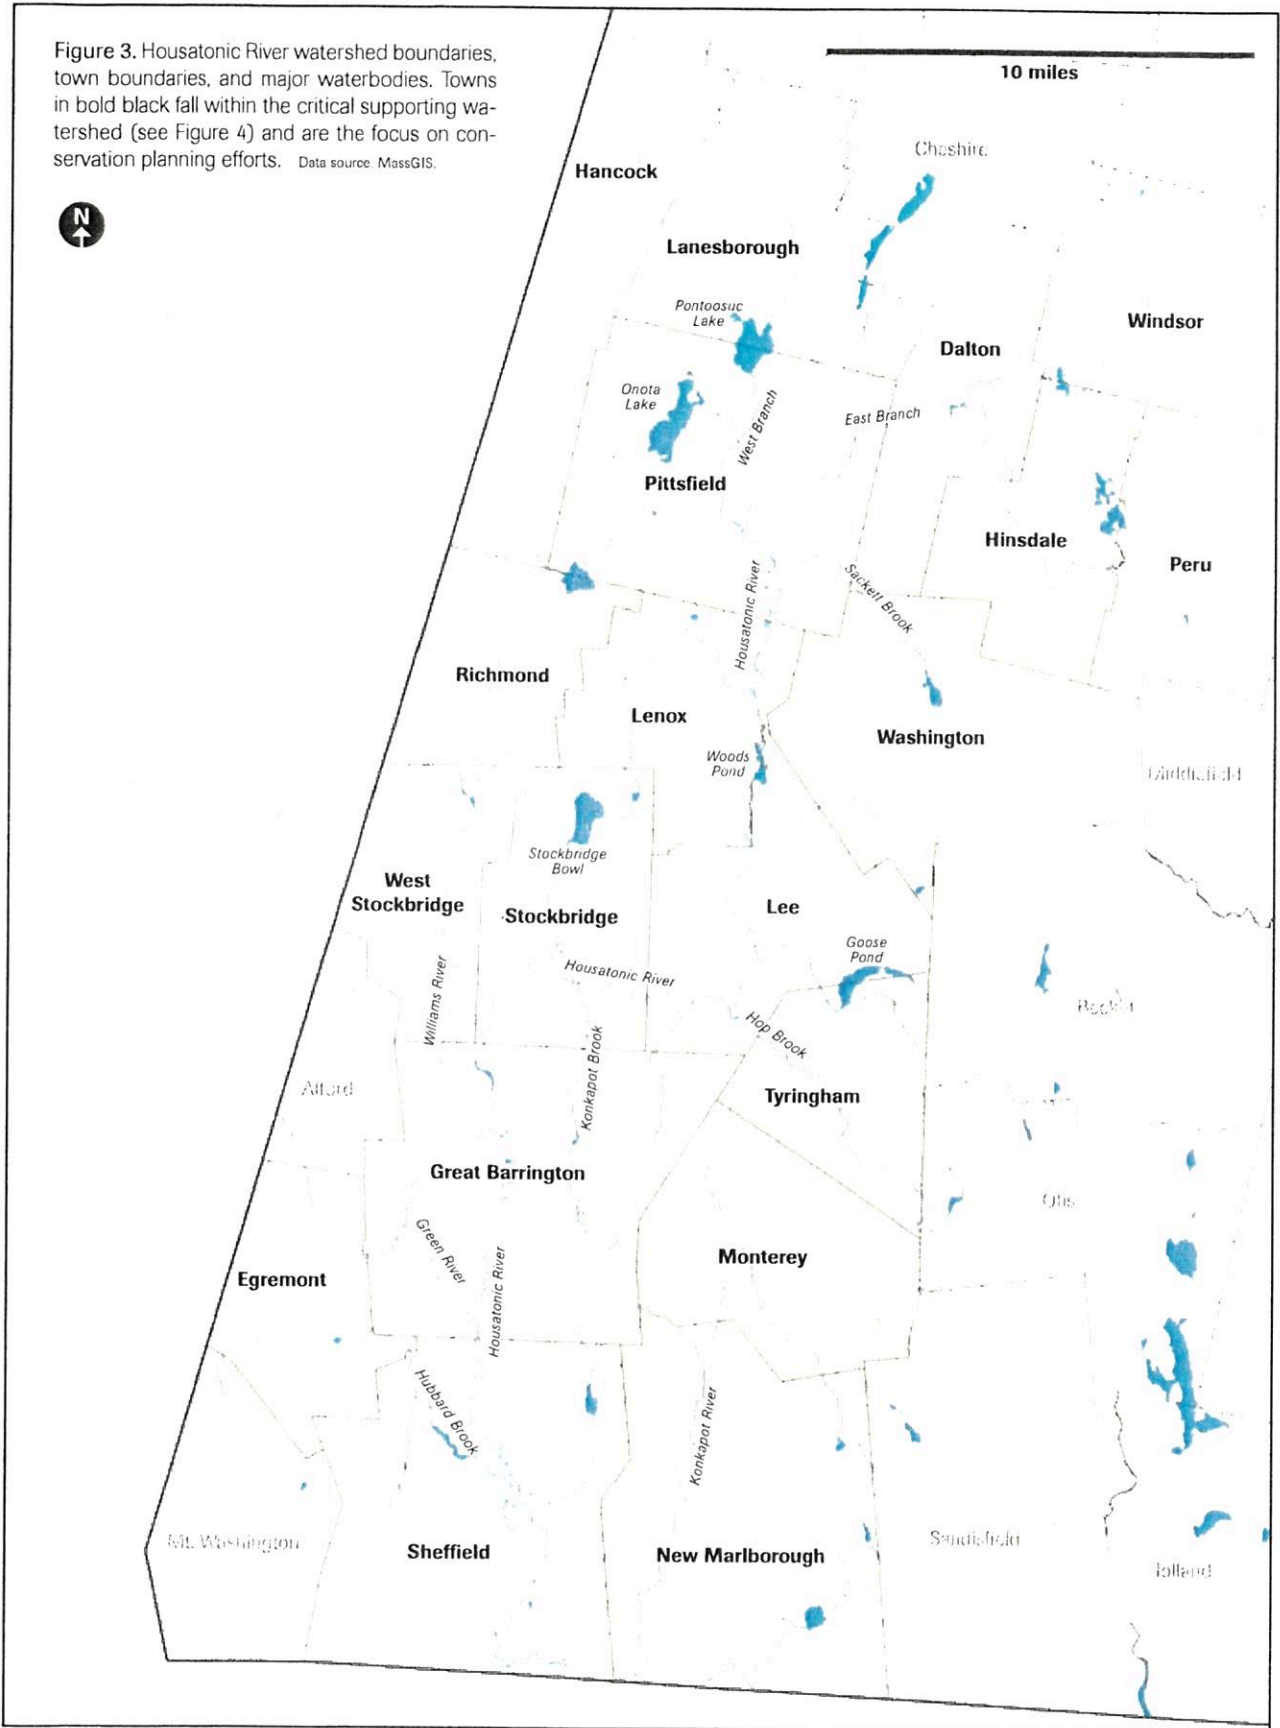 Figure 3. Housatonic River watershed boundaries,
town boundaries, and major waterbodies. Towns
in bold black fall within the critical supporting wa-
tershed (see Figure 4) and are the focus on con-
servation planning efforts. Data source MassGIS.
N
10 miles
Cheshire
Hancock
Lanesborough
Pontoosuc
Lake
Windsor
Dalton
Onota
Lake
West Branch
East Branch
Pittsfield
Hinsdale
Peru
Housatonic River
Sackett Brook
Richmond
Lenox
Washington
Woods
Pond
Stockbridge
Bowl
West
Stockbridge
Stockbridge
Lee
Goose
Pond
Housatonic River
Williams River
Becket
Hop Brook
Konkapot Brook
Alford
Tyringham
Great Barrington
Otis
Green River
Housatonic River
Monterey
Egremont
Hubbard Brook
Konkapot River
Mt. Washington
Sheffield
New Marlborough
Sandisfield